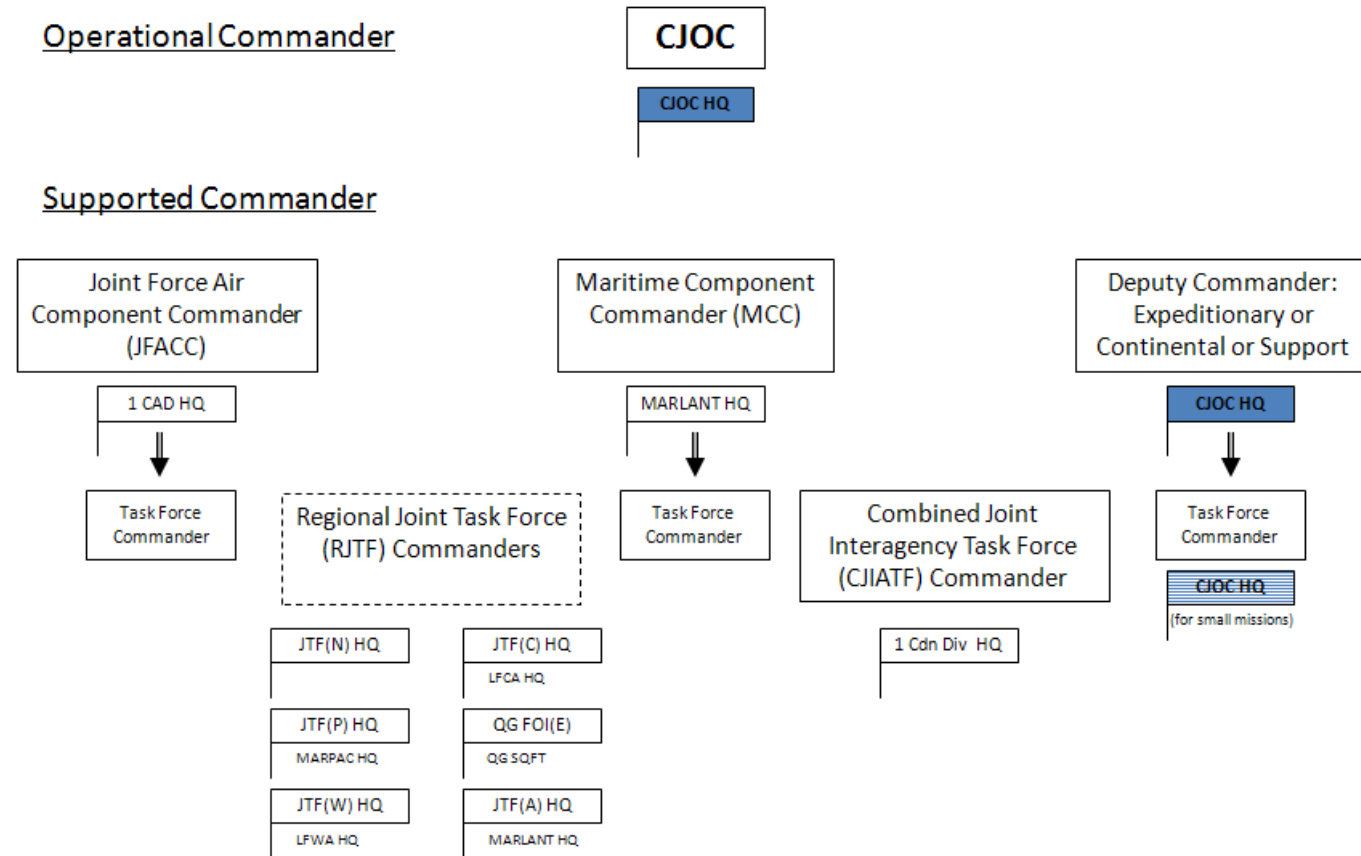 Operational Commander
CJOC
CJOC HQ
Supported Commander
Joint Force Air
Component Commander
(JFACC)
1 CAD HQ
Task Force
Commander
Regional Joint Task Force
(RJTF) Commanders
JTF(N) HQ
JTF(C) HQ
LFCA HQ
JTF(P) HQ
MARPAC HQ
QG FOI(E)
QG SQFT
JTF(W) HQ
LFWA HQ
JTF(A) HQ
MARLANT HQ
Maritime Component
Commander (MCC)
MARLANT HQ
Task Force
Commander
Combined Joint
Interagency Task Force
(CJIATF) Commander
1 Cdn Div HQ
Deputy Commander:
Expeditionary or
Continental or Support
CJOC HQ
Task Force
Commander
CJOC HQ
(for small missions)